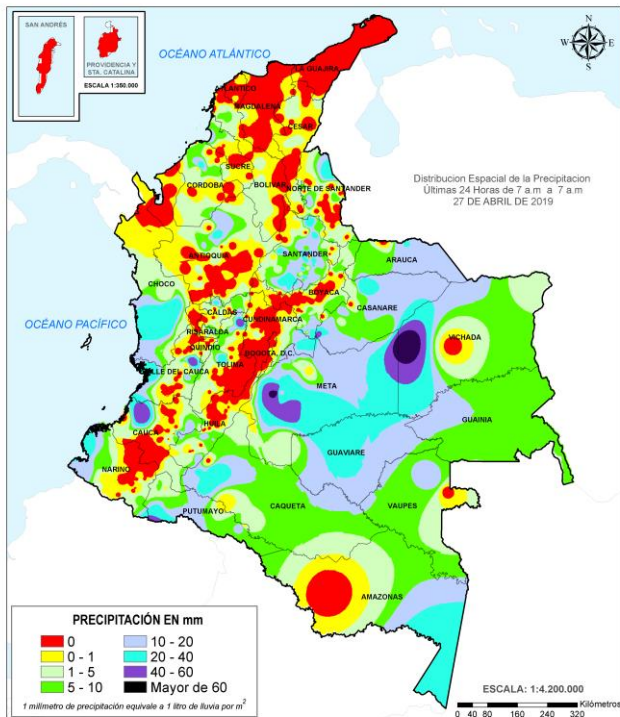 SAN ANDRÉS
PROVIDENCIA Y
STA. CATALINA
ESCALA 1:350.000
OCÉANO ATLÁNTICO
N
W
E
S
LA GUAJIRA
ATLANTICO
MAGDALENA
CESAR
SUCRE
CORDOBA
BOLIVAR
NORTE DE SANTANDER
Distribucion Espacial de la Precipitacion
Últimas 24 Horas de 7 a m a 7 a.m
27 DE ABRIL DE 2019
ANTIOQUIA
SANTANDER
ARAUCA
CHOCO
BOYACA
CASANARE
CALDAS
CUNDINAMARCA
OCÉANO PACÍFICO
RISARALDA
VICHADA
QUINDIO
BOGOTA, D.C.
TOLIMA
VALLE DEL CAUCA
META
HUILA
GUAINIA
CAUCA
GUAVIARE
NARIÑO
CAQUETA
VAUPES
PUTUMAYO
AMAZONAS
PRECIPITACIÓN EN mm
0
10 - 20
0 - 1
20 - 40
1 - 5
40 - 60
5 - 10
Mayor de 60
1 milímetro de precipitación equivale a 1 litro de lluvia por m²
ESCALA: 1:4.200.000
Kilómetros
0 40 80 160 240 320